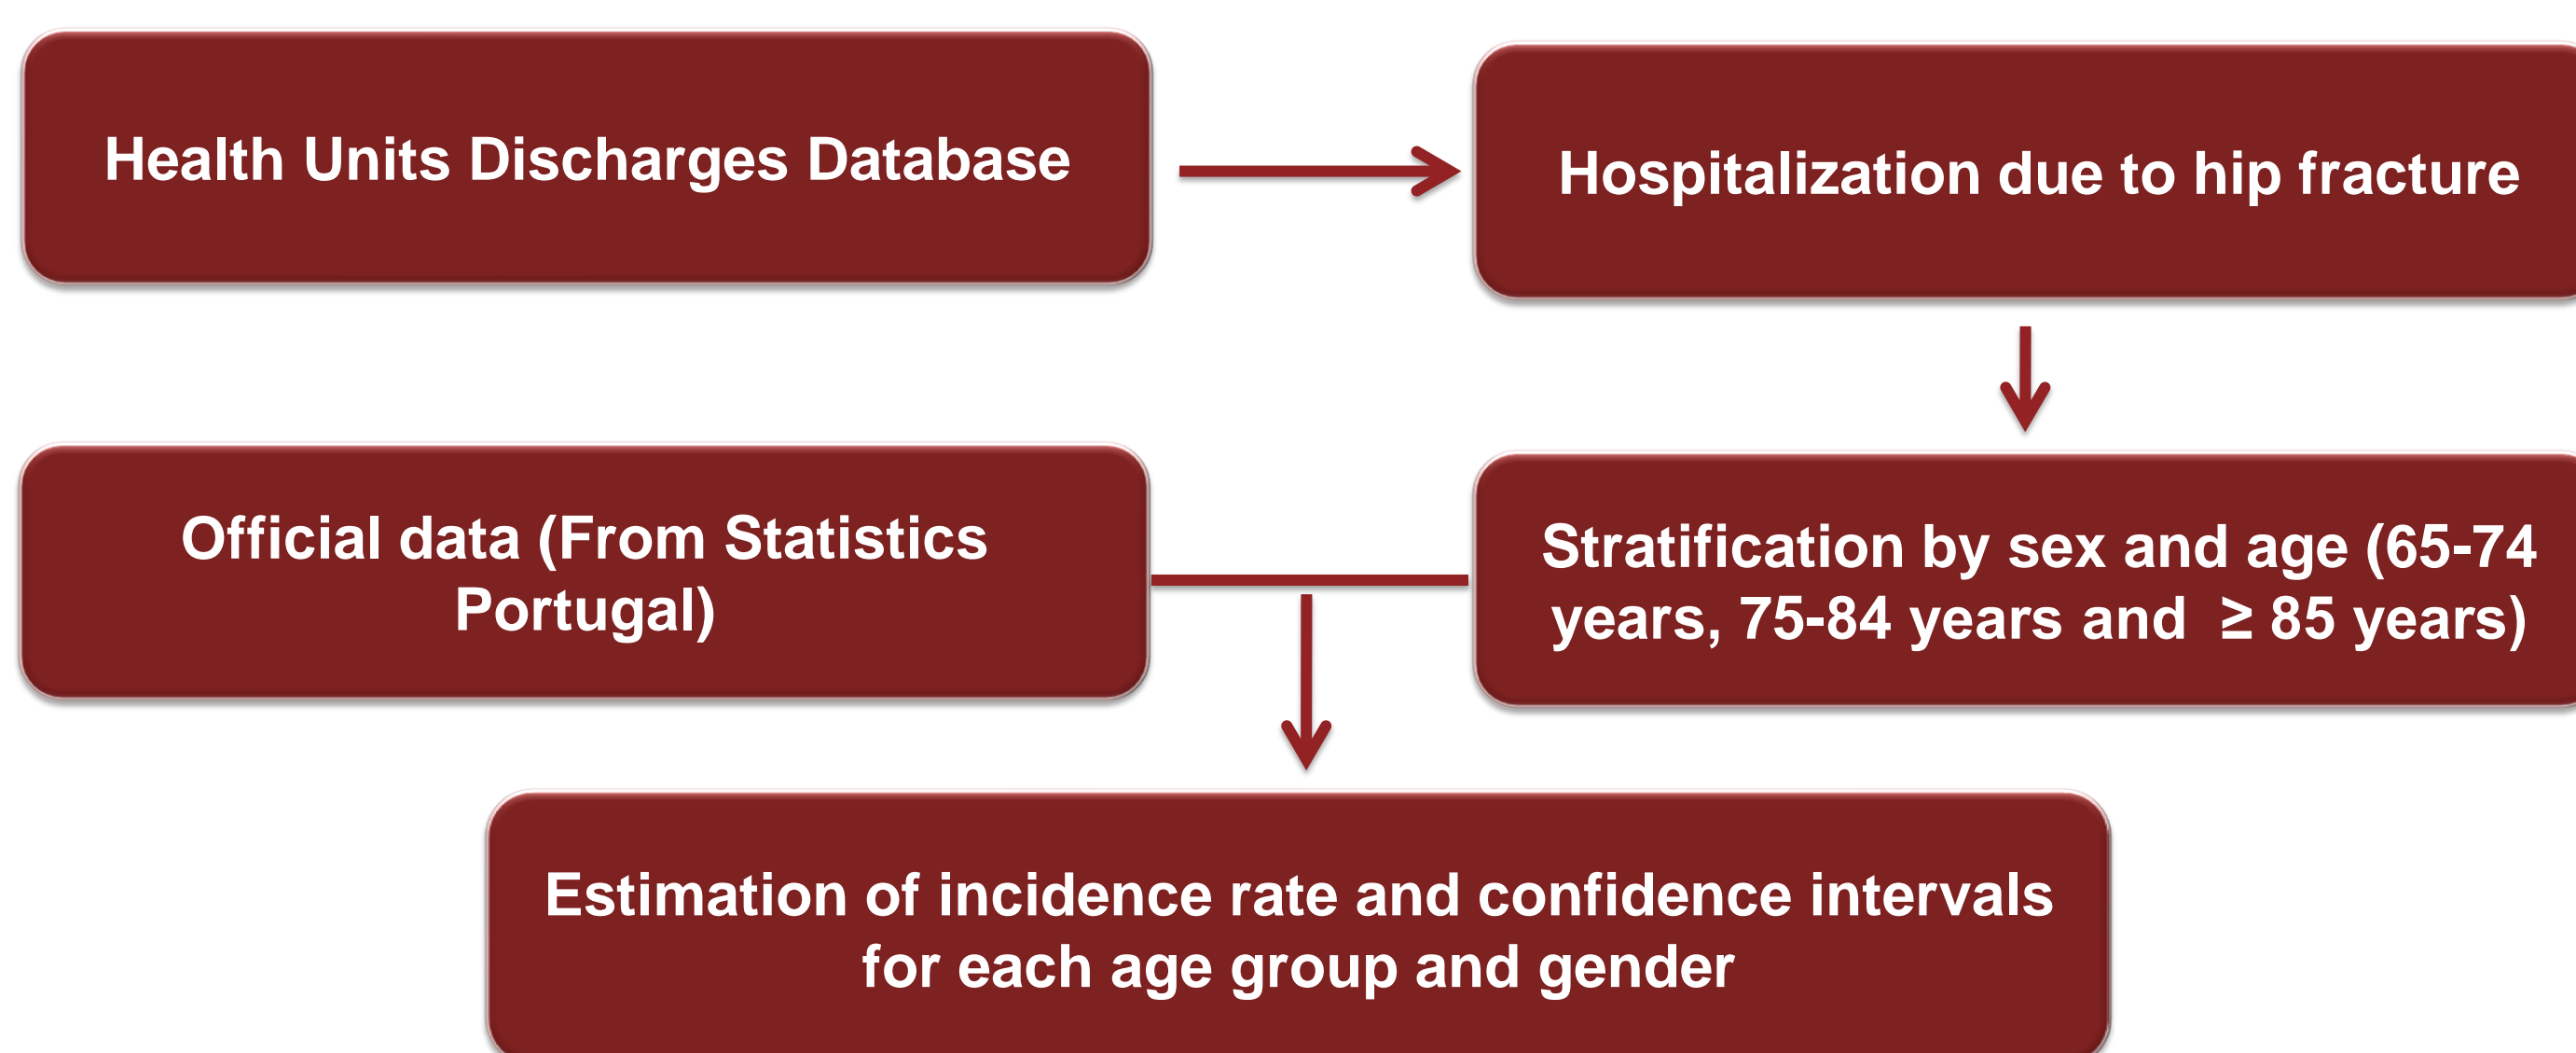 Health Units Discharges Database
Hospitalization due to hip fracture
Official data (From Statistics
Portugal)
Stratification by sex and age (65-74
years, 75-84 years and  ≥ 85 years)
Estimation of incidence rate and confidence intervals
for each age group and gender